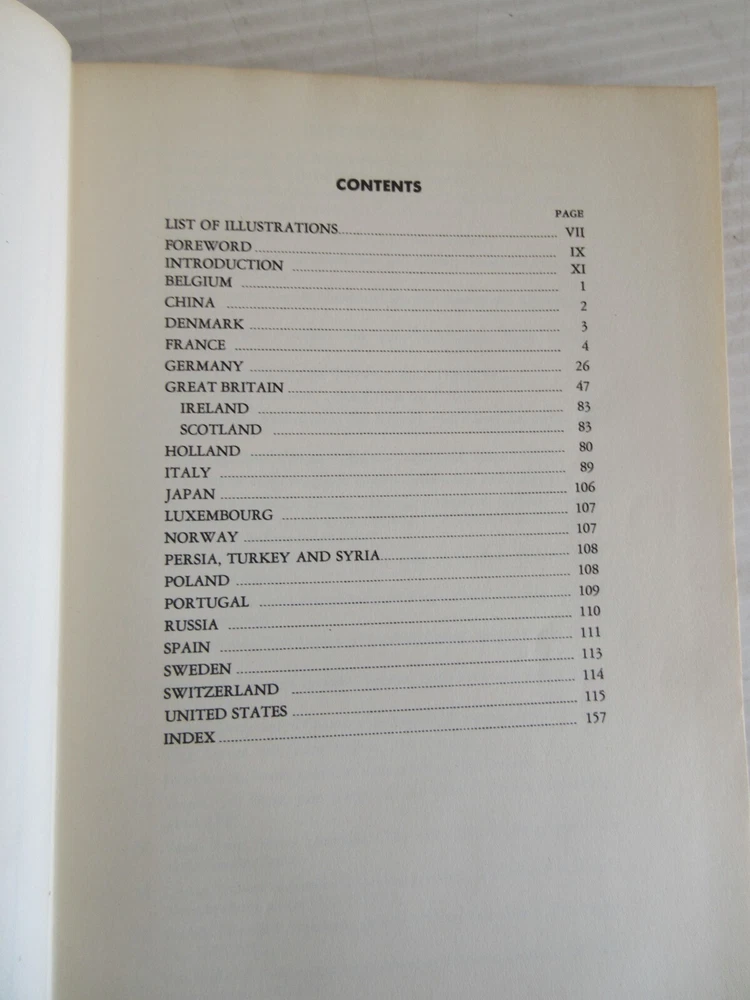 CONTENTS
PAGE
LIST OF ILLUSTRATIONS VII
FOREWORD IX
INTRODUCTION XI
BELGIUM 1
CHINA 2
DENMARK 3
FRANCE 4
GERMANY 26
GREAT BRITAIN 47
IRELAND 83
SCOTLAND 83
HOLLAND 80
ITALY 89
JAPAN 106
LUXEMBOURG 107
NORWAY 107
PERSIA, TURKEY AND SYRIA 108
POLAND 108
PORTUGAL 109
RUSSIA 110
SPAIN 111
SWEDEN 113
SWITZERLAND 114
UNITED STATES 115
INDEX 157